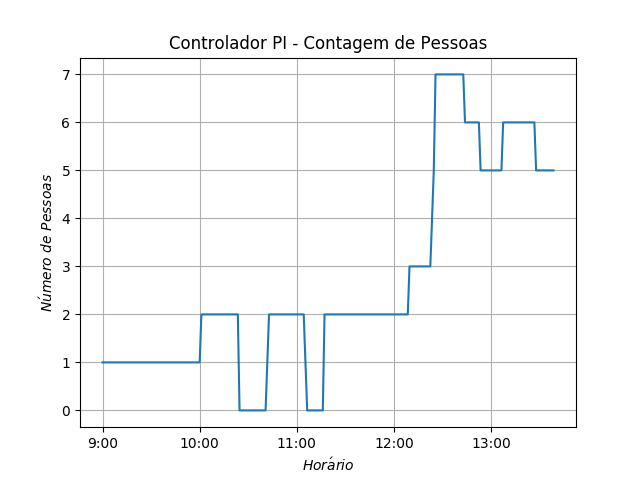 Controlador PI - Contagem de Pessoas
7
6
5
4
3
2
1
0
Número de Pessoas
9:00 10:00 11:00 12:00 13:00
Horário